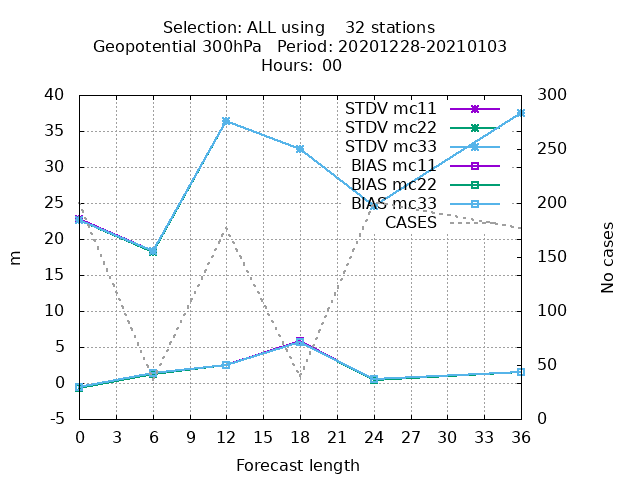 Selection: ALL using    32 stations
Geopotential 300hPa   Period: 20201228-20210103
Hours: 00
40 300
35
30 250
25 200
20
15 150
10 100
5 50
0
-5 0
STDV mc11
STDV mc22
STDV mc33
BIAS mc11
BIAS mc22
BIAS mc33
CASES
m
No cases
0 3 6 9 12 15 18 21 24 27 30 33 36
Forecast length